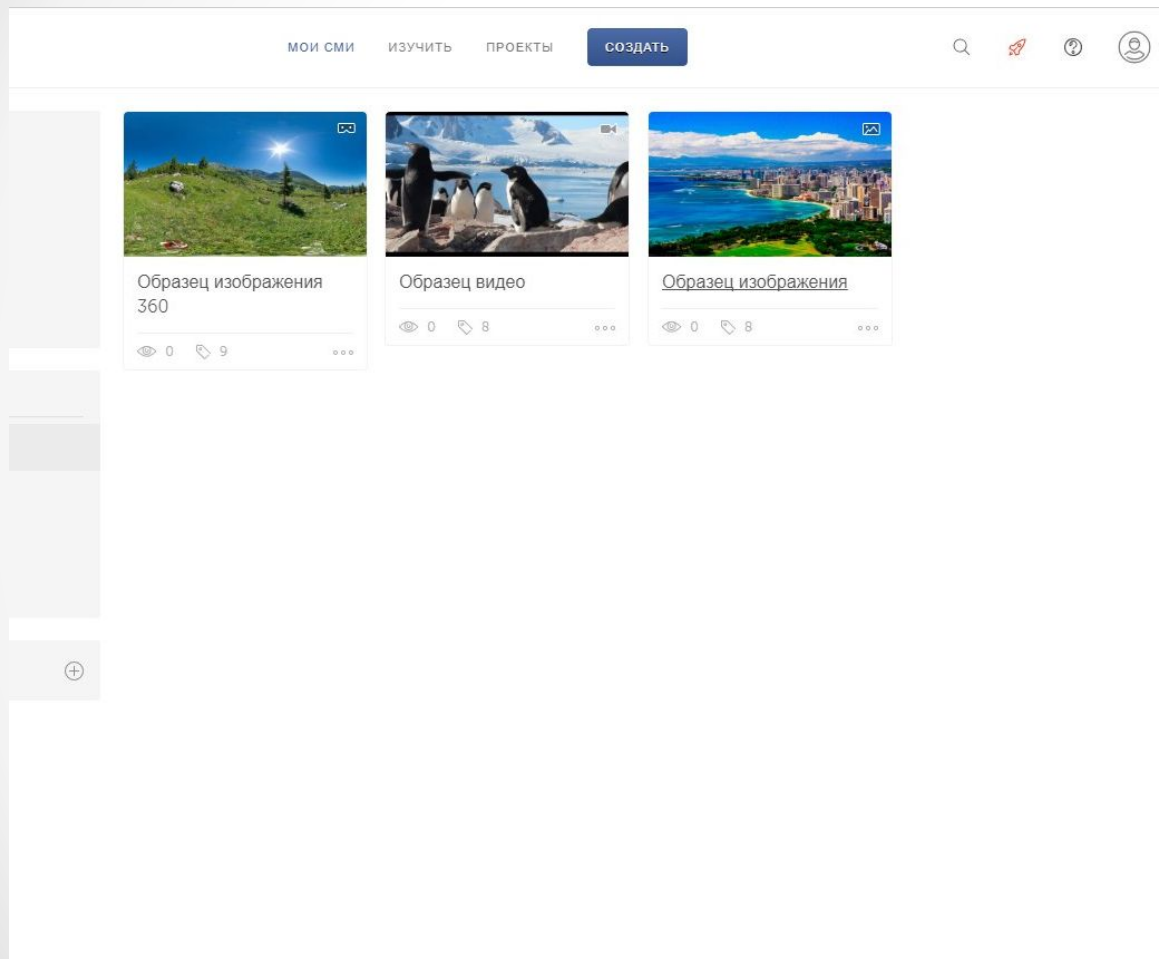 МОИ СМИ ИЗУЧИТЬ ПРОЕКТЫ СОЗДАТЬ
Образец изображения
360
0 9
Образец видео
0 8
Образец изображения
0 8